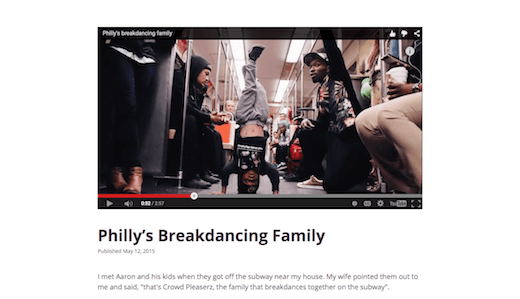 Philly's breakdancing family
0:52 / 2:57
YouTube
Philly's Breakdancing Family
Published May 12, 2015
I met Aaron and his kids when they got off the subway near my house. My wife pointed them out to
me and said, "that's Crowd Pleaserz, the family that breakdances together on the subway".